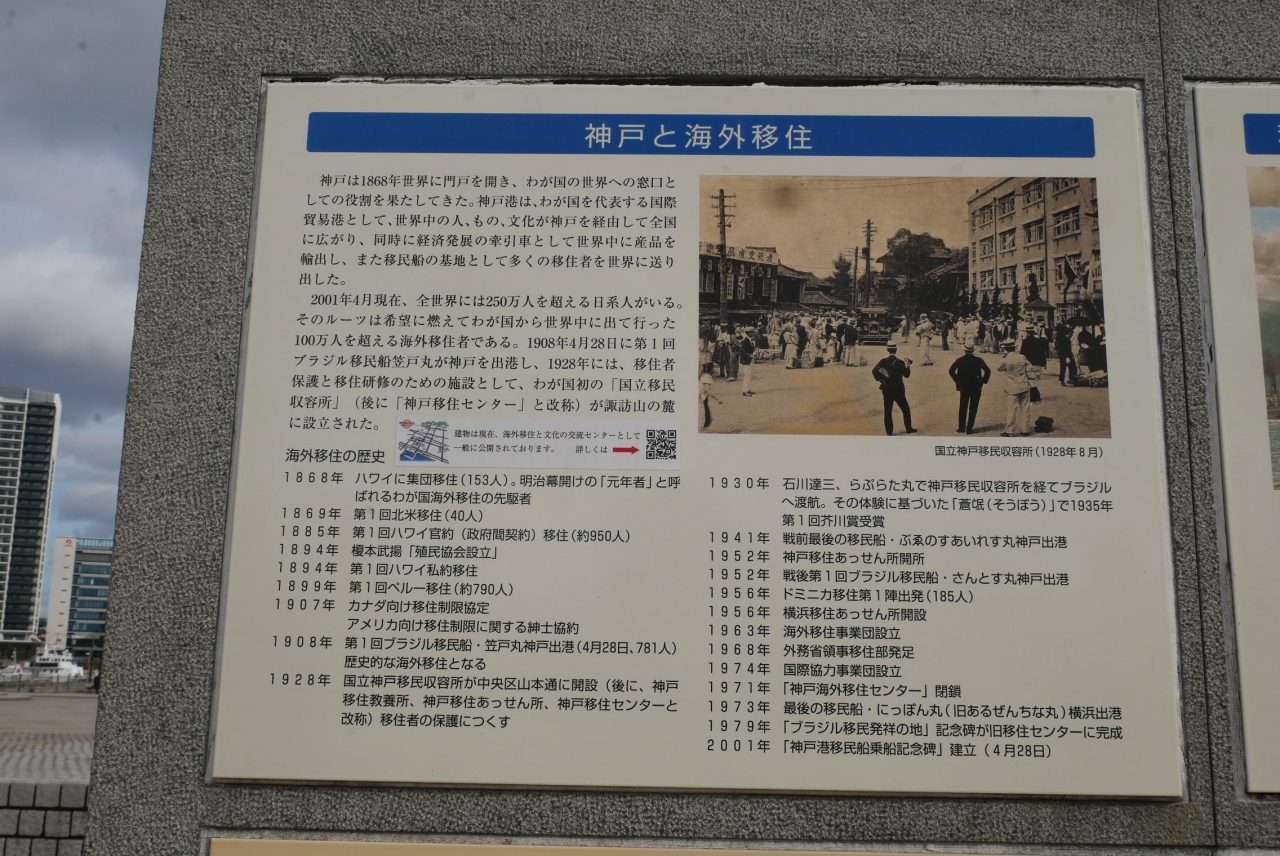 神戸と海外移住
神戸は1868年世界に門戸を開き、わが国の世界への窓口と
しての役割を果たしてきた。神戸港は、わが国を代表する国際
貿易港として、世界中の人、もの、文化が神戸を経由して全国
に広がり、同時に経済発展の牽引車として世界中に産品を
輸出し、また移民船の基地として多くの移住者を世界に送り
出した。
2001年4月現在、全世界には250万人を超える日系人がいる。
そのルーツは希望に燃えてわが国から世界中に出て行った
100万人を超える海外移住者である。1908年4月28日に第1回
ブラジル移民船笠戸丸が神戸を出港し、1928年には、移住者
保護と移住研修のための施設として、わが国初の「国立移民
収容所」（後に「神戸移住センター」と改称）が諏訪山の麓
に設立された。
建物は現在、海外移住と文化の交流センターとして
一般に公開されております。 詳しくは
海外移住の歴史
1868年 ハワイに集団移住（153人）。明治幕開けの「元年者」と呼
ばれるわが国海外移住の先駆者
1869年 第1回北米移住（40人）
1885年 第1回ハワイ官約（政府間契約）移住（約950人）
1894年 榎本武揚「殖民協会設立」
1894年 第1回ハワイ私約移住
1899年 第1回ペルー移住（約790人）
1907年 カナダ向け移住制限協定
アメリカ向け移住制限に関する紳士協約
1908年 第1回ブラジル移民船・笠戸丸神戸出港（4月28日、781人）
歴史的な海外移住となる
1928年 国立神戸移民収容所が中央区山本通に開設（後に、神戸
移住教養所、神戸移住あっせん所、神戸移住センターと
改称）移住者の保護につくす
国立神戸移民収容所（1928年8月）
1930年 石川達三、らぷらた丸で神戸移民収容所を経てブラジル
へ渡航。その体験に基づいた「蒼氓（そうぼう）」で1935年
第1回芥川賞受賞
1941年 戦前最後の移民船・ぶゑのすあいれす丸神戸出港
1952年 神戸移住あっせん所開所
1952年 戦後第1回ブラジル移民船・さんとす丸神戸出港
1956年 ドミニカ移住第1陣出発（185人）
1956年 横浜移住あっせん所開設
1963年 海外移住事業団設立
1968年 外務省領事移住部発足
1974年 国際協力事業団設立
1971年 「神戸海外移住センター」閉鎖
1973年 最後の移民船・にっぽん丸（旧あるぜんちな丸）横浜出港
1979年 「ブラジル移民発祥の地」記念碑が旧移住センターに完成
2001年 「神戸港移民船乗船記念碑」建立（4月28日）